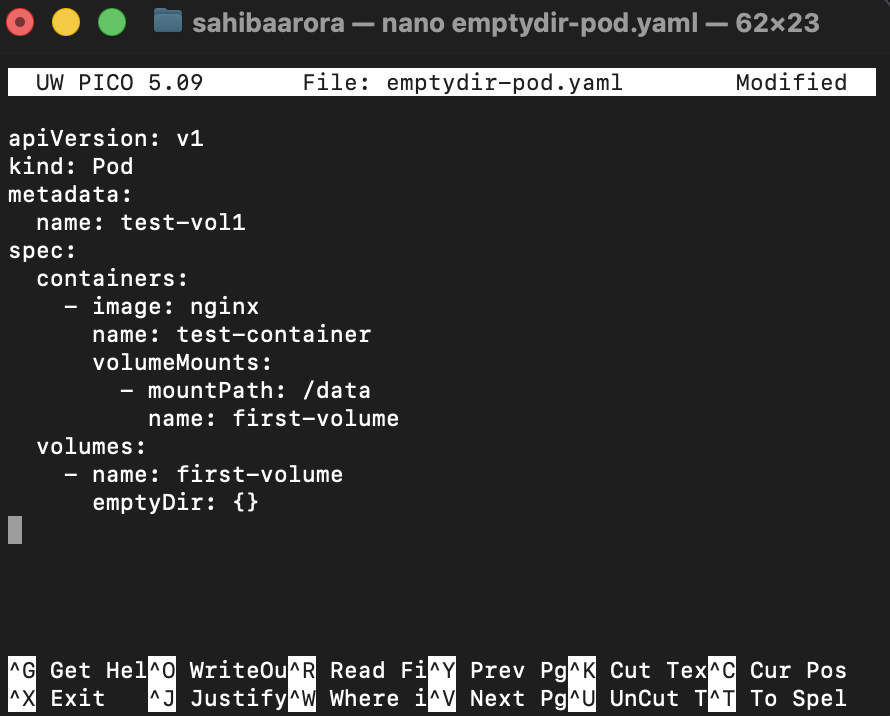 sahibaarora — nano emptydir-pod.yaml — 62×23
UW PICO 5.09 File: emptydir-pod.yaml Modified
apiVersion: v1
kind: Pod
metadata:
  name: test-vol1
spec:
  containers:
    - image: nginx
      name: test-container
      volumeMounts:
        - mountPath: /data
          name: first-volume
  volumes:
    - name: first-volume
      emptyDir: {}
^G Get Hel^O WriteOu^R Read Fi^Y Prev Pg^K Cut Tex^C Cur Pos
^X Exit ^J Justify^W Where i^V Next Pg^U UnCut T^T To Spel